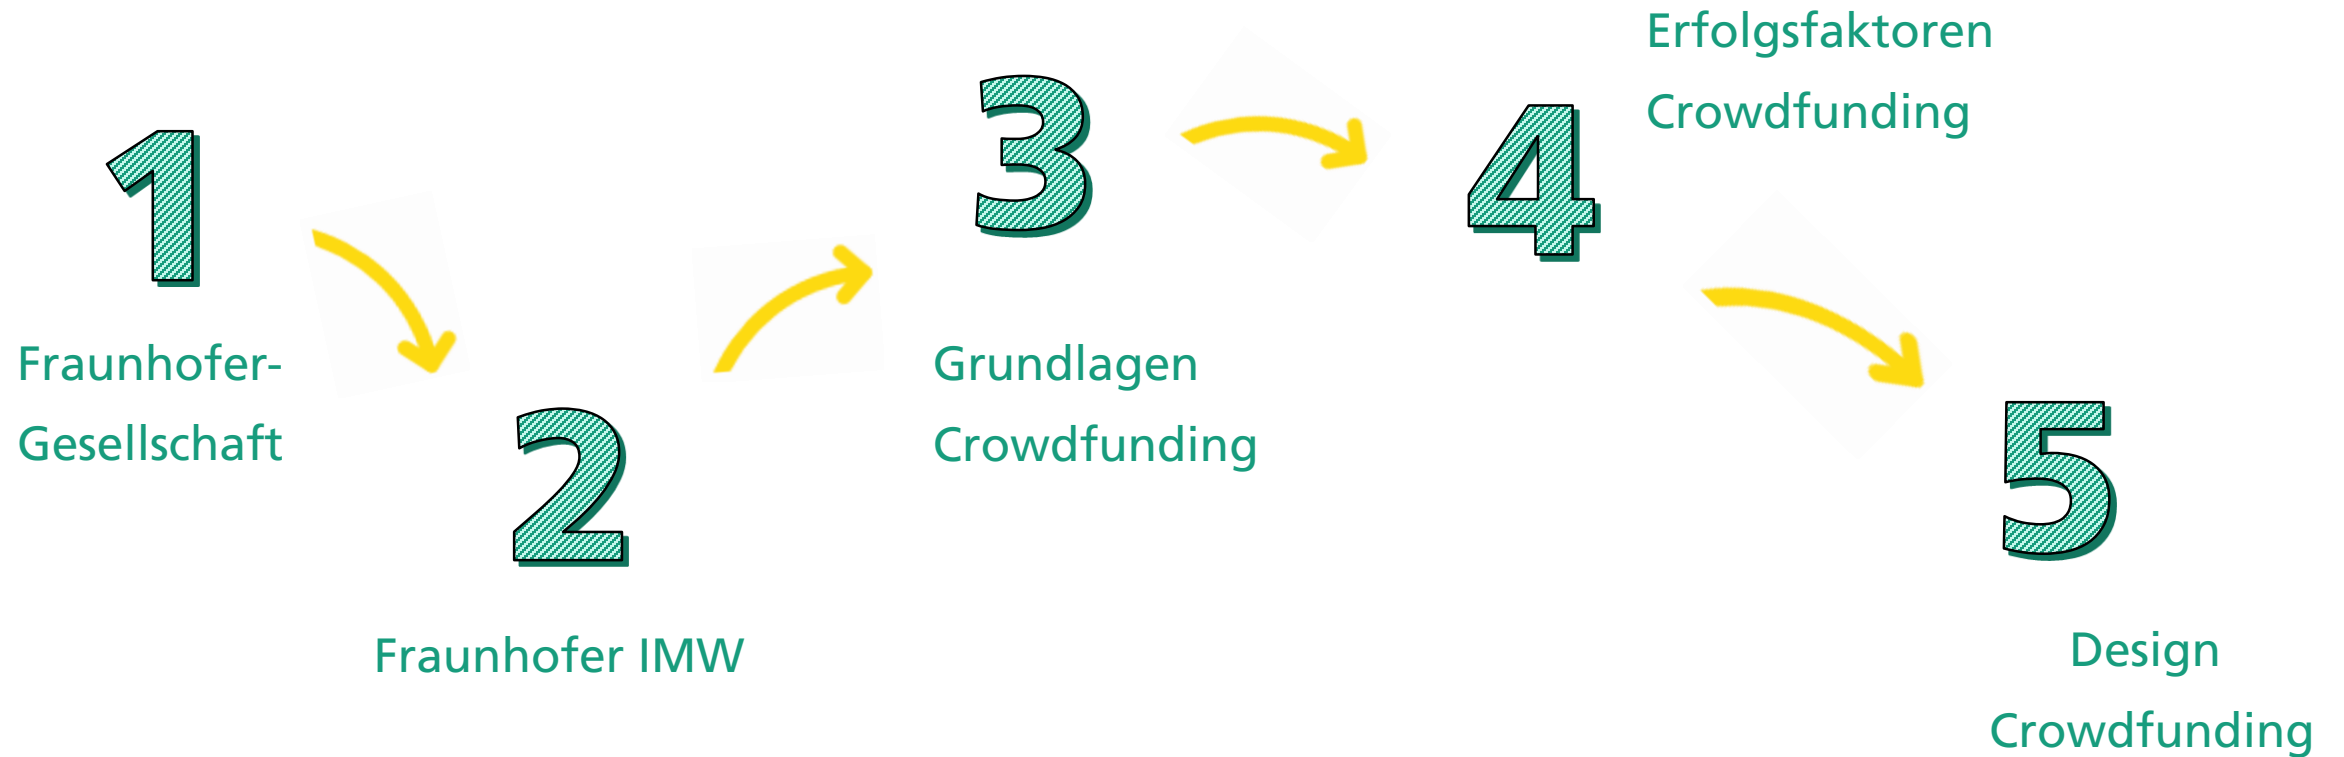 1
Fraunhofer-
Gesellschaft
2
Fraunhofer IMW
3
Grundlagen
Crowdfunding
4
Erfolgsfaktoren
Crowdfunding
5
Design
Crowdfunding